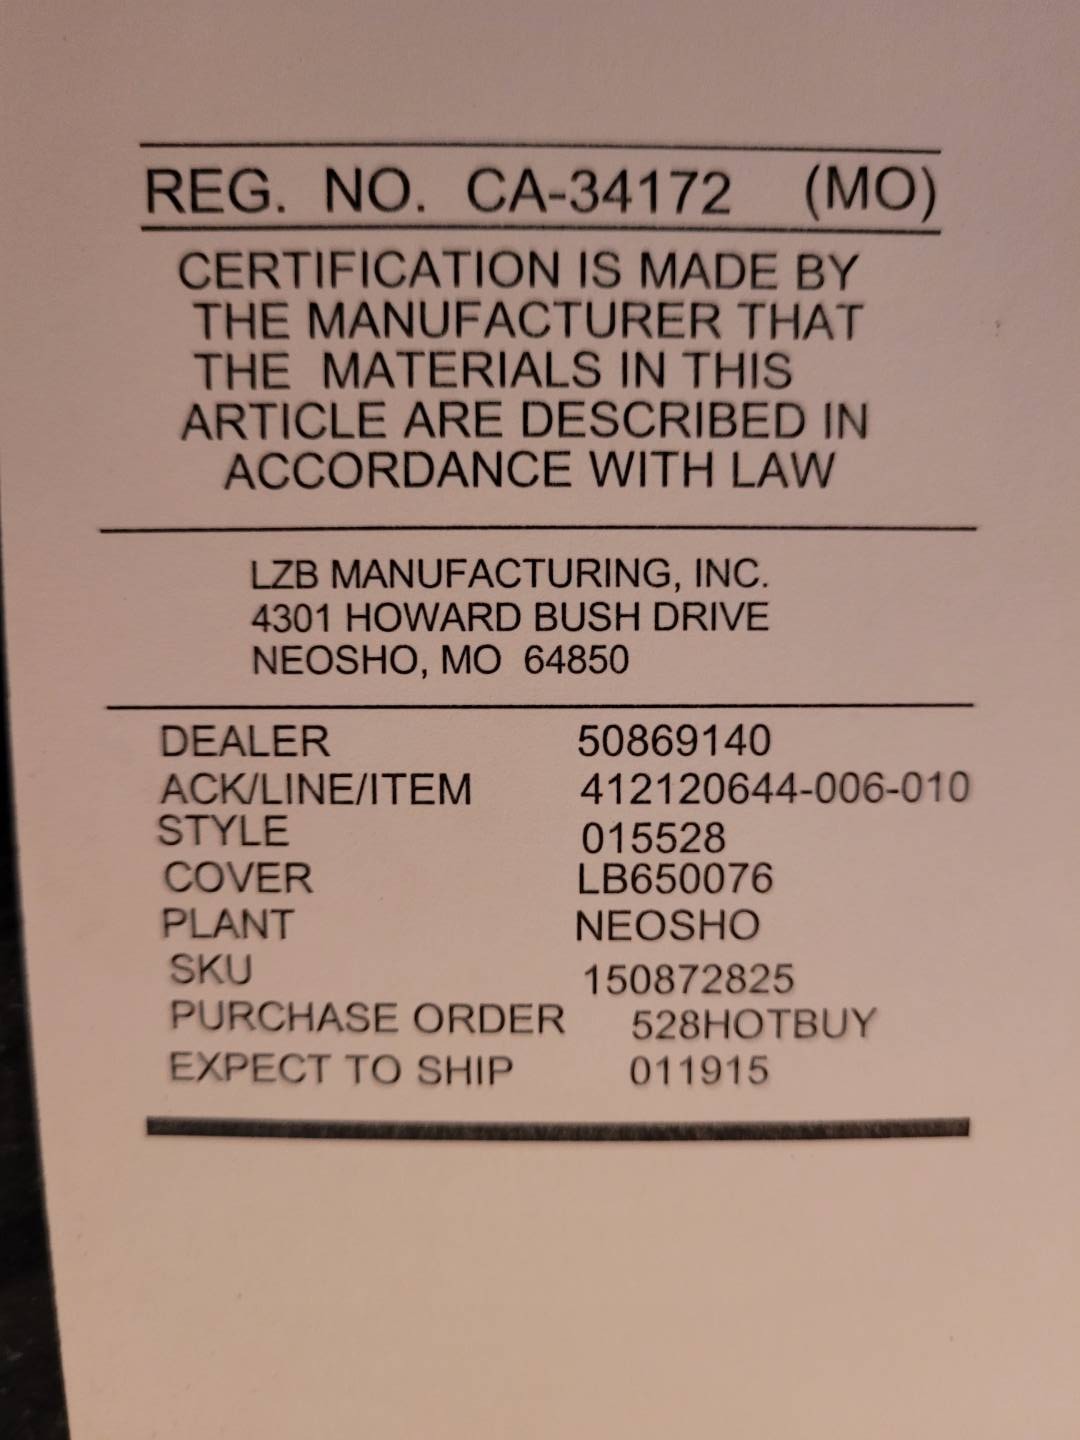 REG. NO. CA-34172 (MO)
CERTIFICATION IS MADE BY
THE MANUFACTURER THAT
THE MATERIALS IN THIS
ARTICLE ARE DESCRIBED IN
ACCORDANCE WITH LAW
LZB MANUFACTURING, INC.
4301 HOWARD BUSH DRIVE
NEOSHO, MO 64850
DEALER 50869140
ACK/LINE/ITEM 412120644-006-010
STYLE 015528
COVER LB650076
PLANT NEOSHO
SKU 150872825
PURCHASE ORDER 528HOTBUY
EXPECT TO SHIP 011915